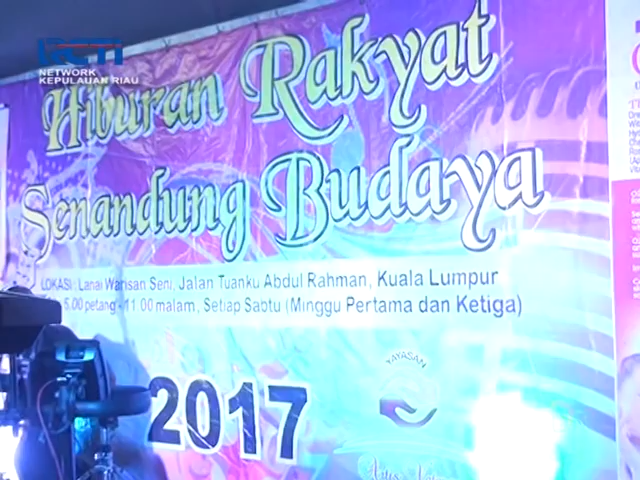 RCTI
NETWORK
KEPULAUAN RIAU
Hiburan Rakyat
Senandung Budaya
LOKASI : Lanai Warisan Seni, Jalan Tuanku Abdul Rahman, Kuala Lumpur
5.00 petang - 11.00 malam, Setiap Sabtu (Minggu Pertama dan Ketiga)
2017
YAYASAN